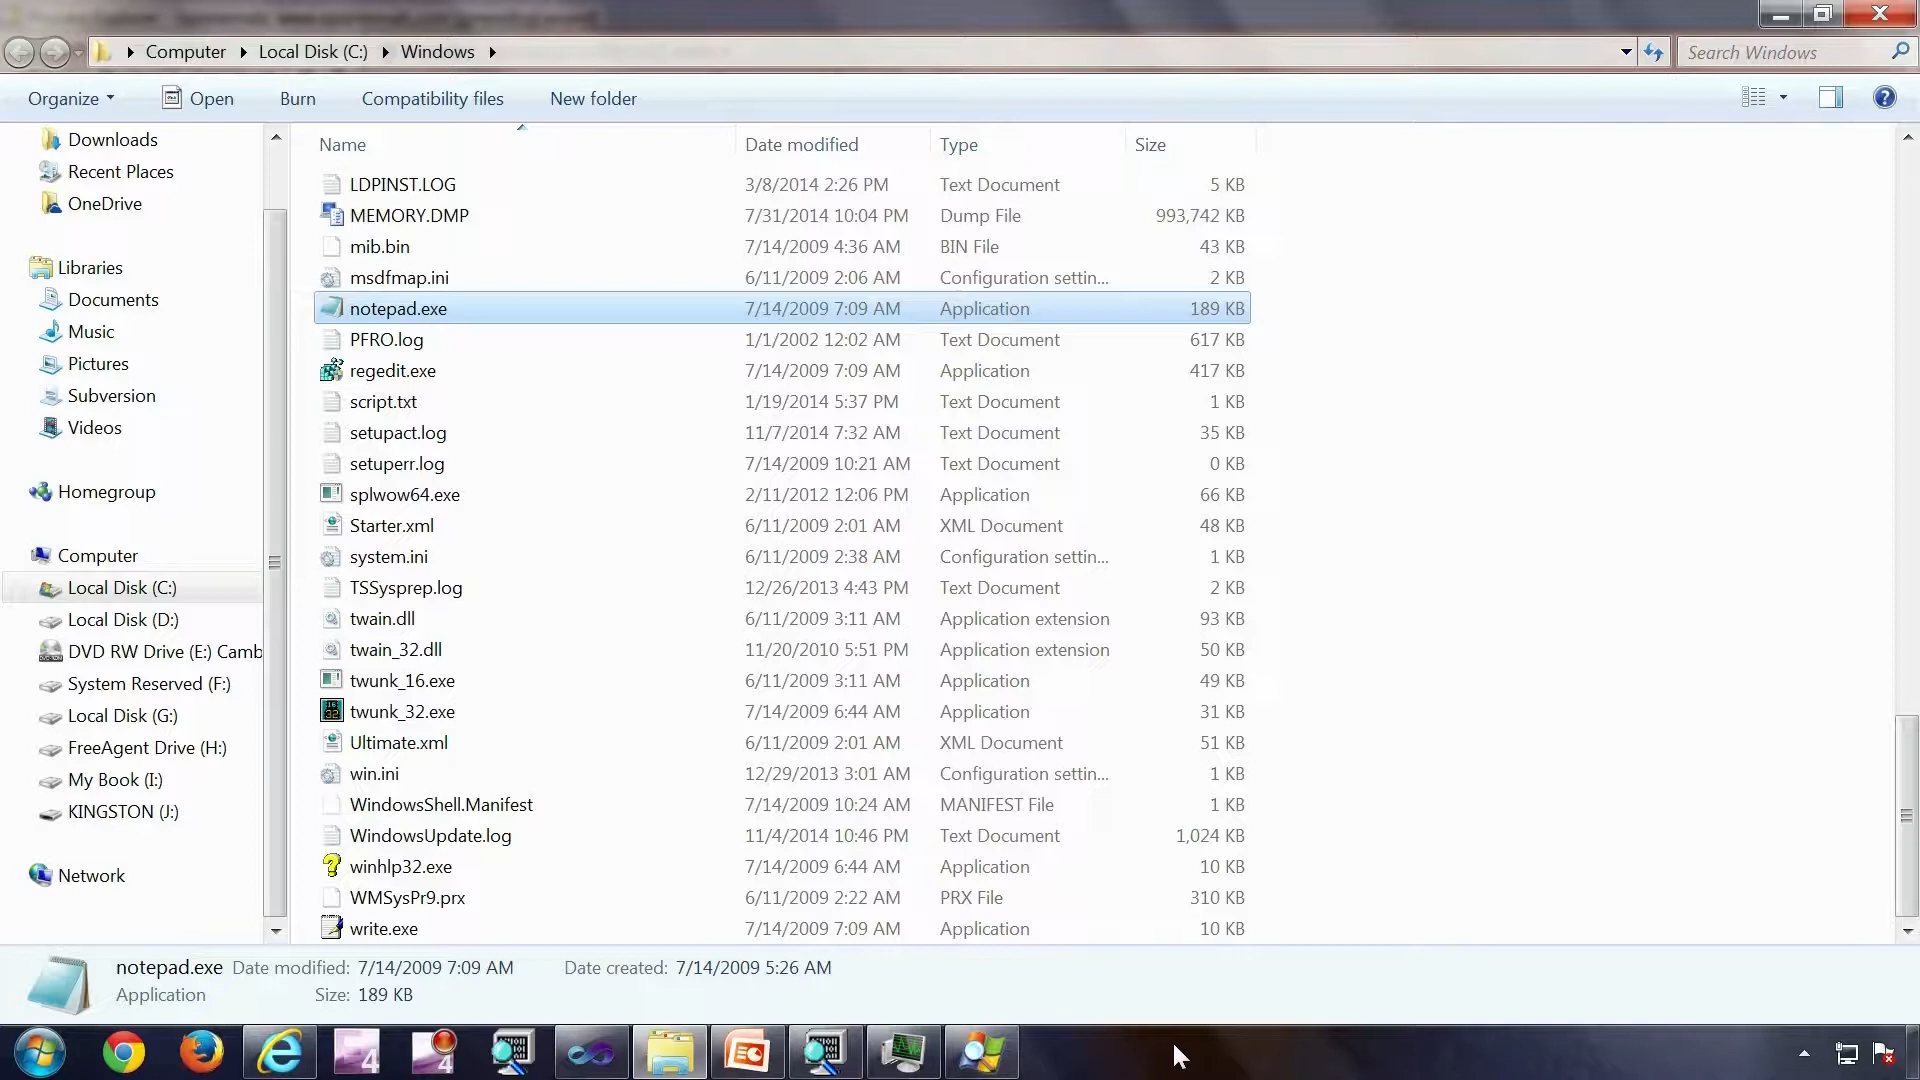 Computer Local Disk (C:) Windows
Search Windows
Organize Open Burn Compatibility files New folder
Downloads
Recent Places
OneDrive
Libraries
Documents
Music
Pictures
Subversion
Videos
Homegroup
Computer
Local Disk (C:)
Local Disk (D:)
DVD RW Drive (E:) Camb
System Reserved (F:)
Local Disk (G:)
FreeAgent Drive (H:)
My Book (I:)
KINGSTON (J:)
Network
Name Date modified Type Size
LDPINST.LOG 3/8/2014 2:26 PM Text Document 5 KB
MEMORY.DMP 7/31/2014 10:04 PM Dump File 993,742 KB
mib.bin 7/14/2009 4:36 AM BIN File 43 KB
msdfmap.ini 6/11/2009 2:06 AM Configuration settin... 2 KB
notepad.exe 7/14/2009 7:09 AM Application 189 KB
PFRO.log 1/1/2002 12:02 AM Text Document 617 KB
regedit.exe 7/14/2009 7:09 AM Application 417 KB
script.txt 1/19/2014 5:37 PM Text Document 1 KB
setupact.log 11/7/2014 7:32 AM Text Document 35 KB
setuperr.log 7/14/2009 10:21 AM Text Document 0 KB
splwow64.exe 2/11/2012 12:06 PM Application 66 KB
Starter.xml 6/11/2009 2:01 AM XML Document 48 KB
system.ini 6/11/2009 2:38 AM Configuration settin... 1 KB
TSSysprep.log 12/26/2013 4:43 PM Text Document 2 KB
twain.dll 6/11/2009 3:11 AM Application extension 93 KB
twain_32.dll 11/20/2010 5:51 PM Application extension 50 KB
twunk_16.exe 6/11/2009 3:11 AM Application 49 KB
twunk_32.exe 7/14/2009 6:44 AM Application 31 KB
Ultimate.xml 6/11/2009 2:01 AM XML Document 51 KB
win.ini 12/29/2013 3:01 AM Configuration settin... 1 KB
WindowsShell.Manifest 7/14/2009 10:24 AM MANIFEST File 1 KB
WindowsUpdate.log 11/4/2014 10:46 PM Text Document 1,024 KB
winhlp32.exe 7/14/2009 6:44 AM Application 10 KB
WMSysPr9.prx 6/11/2009 2:22 AM PRX File 310 KB
write.exe 7/14/2009 7:09 AM Application 10 KB
notepad.exe Date modified: 7/14/2009 7:09 AM Date created: 7/14/2009 5:26 AM
Application Size: 189 KB